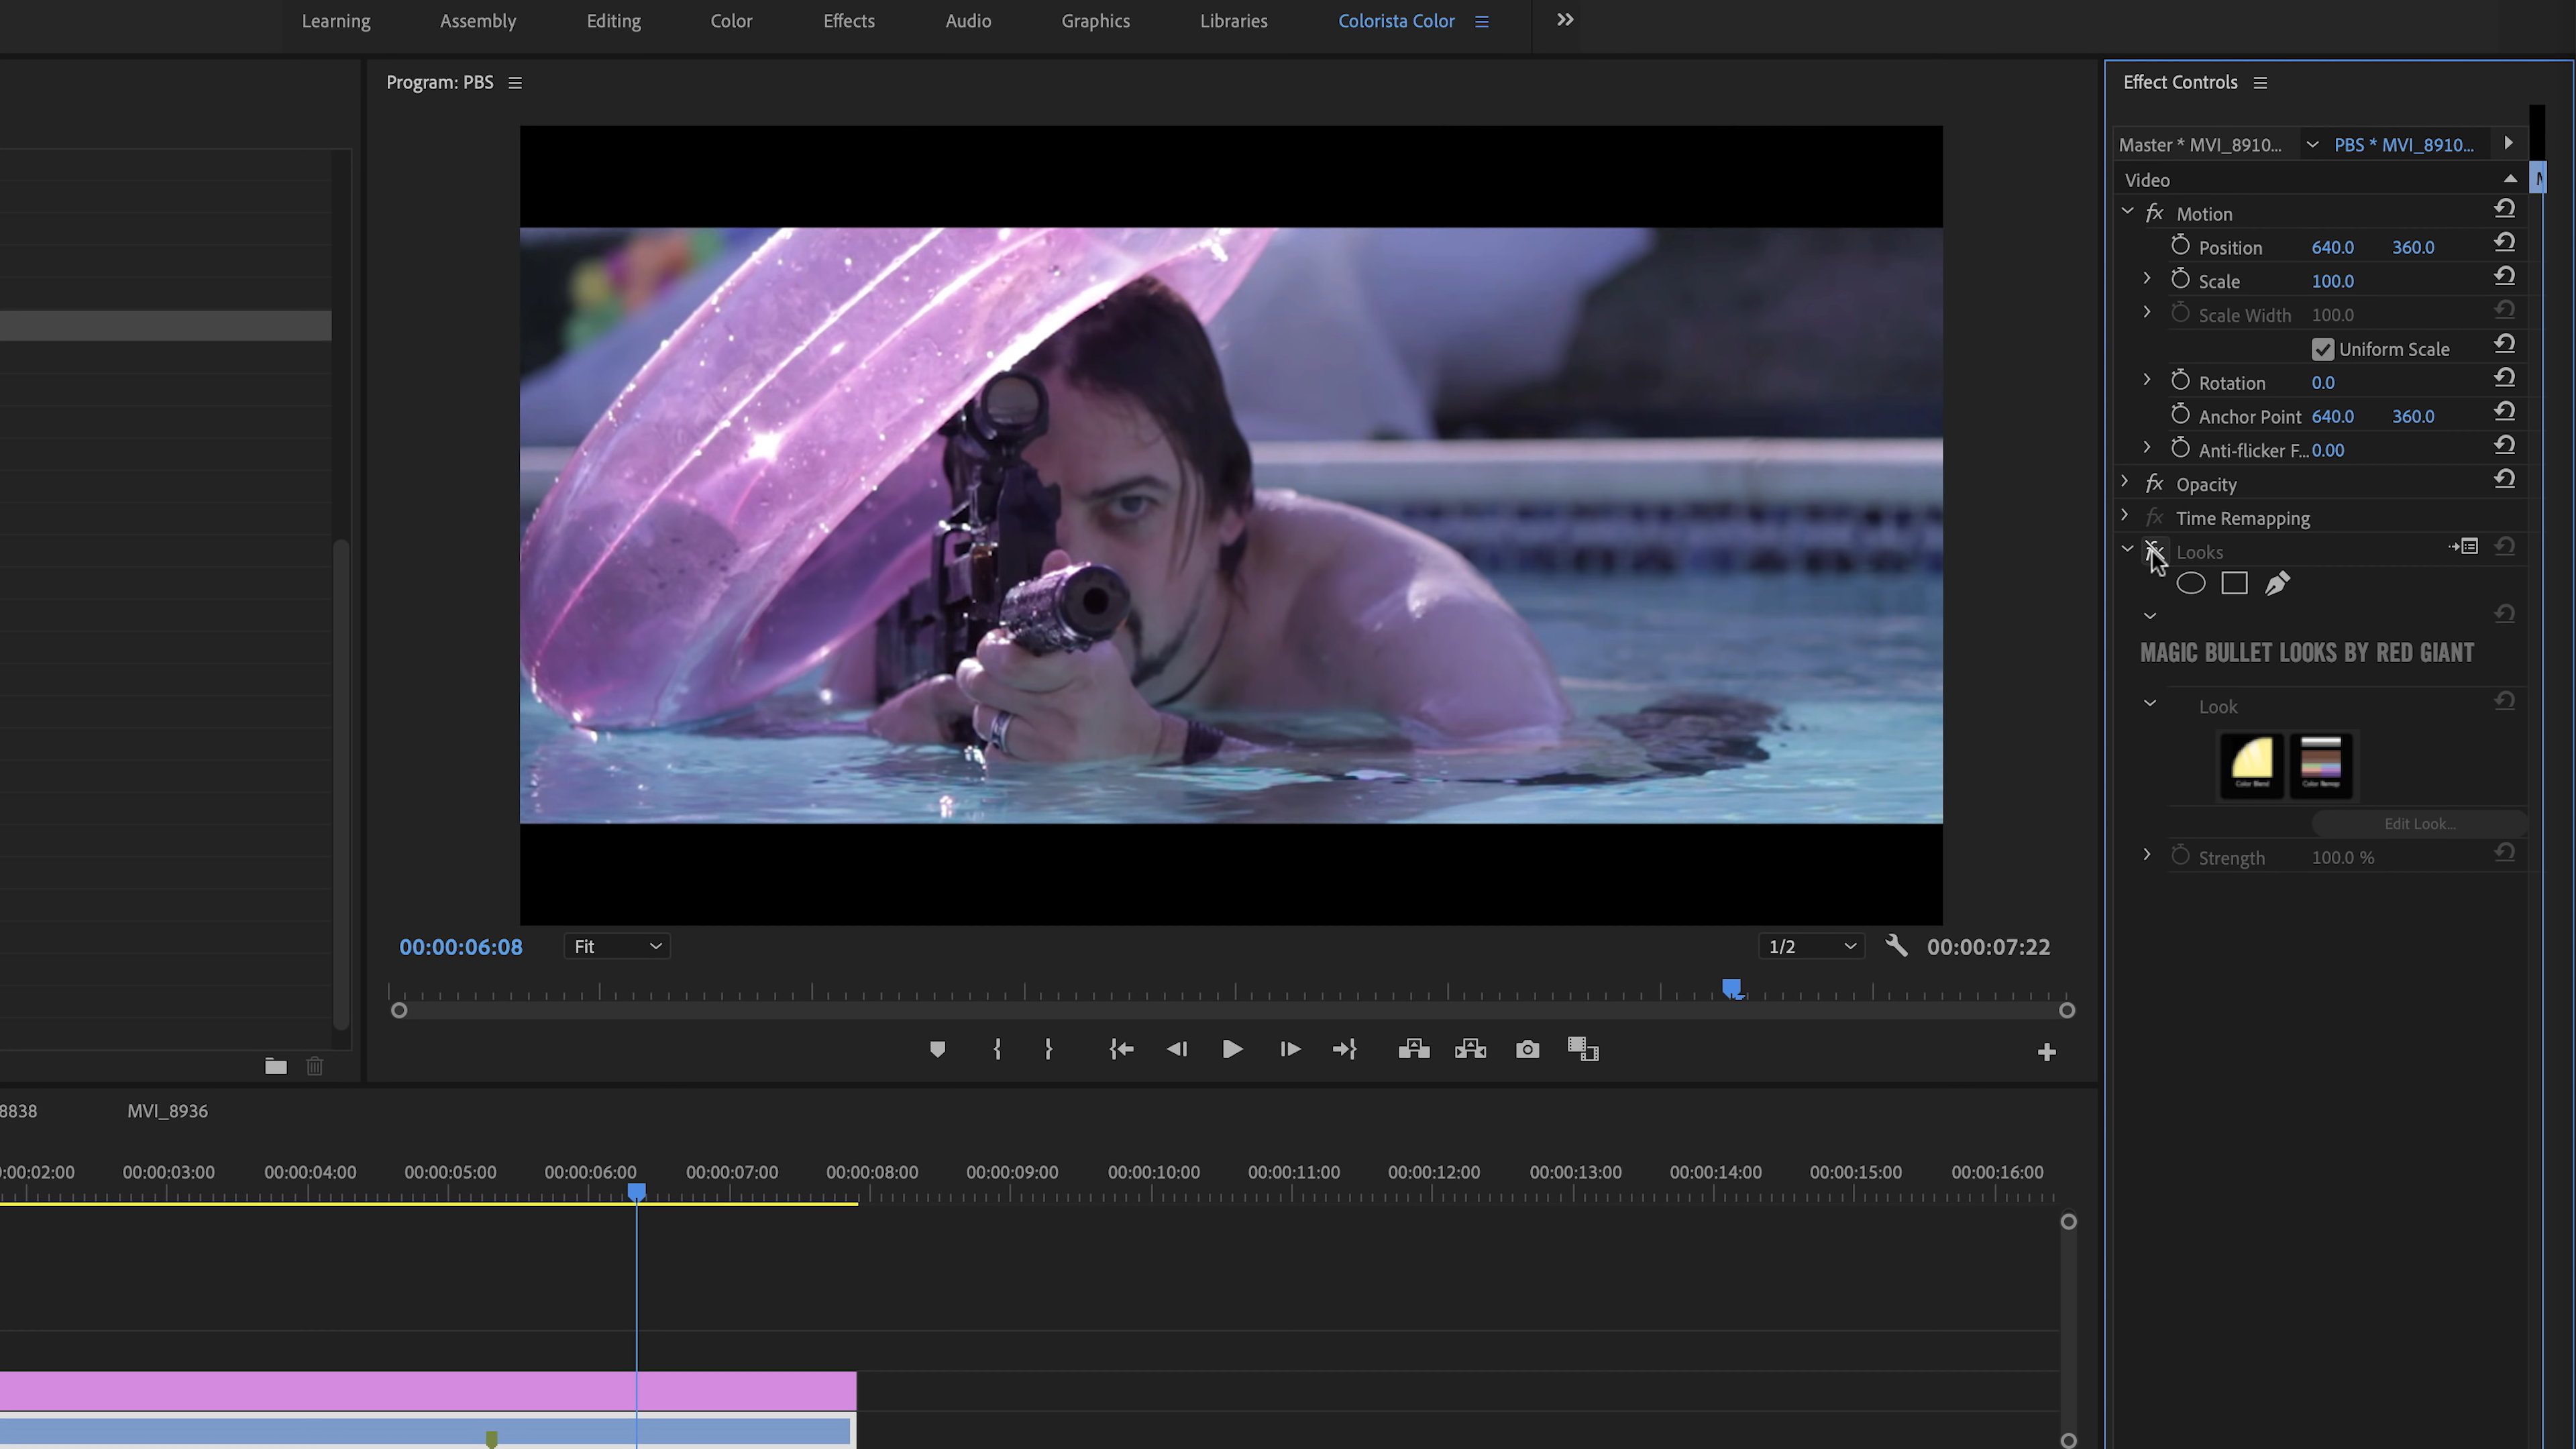 Learning Assembly Editing Color Effects Audio Graphics Libraries Colorista Color
Program: PBS
Effect Controls
Master * MVI_8910... PBS * MVI_8910...
Video
fx Motion
Position 640.0 360.0
Scale 100.0
Scale Width 100.0
Uniform Scale
Rotation 0.0
Anchor Point 640.0 360.0
Anti-flicker F... 0.00
fx Opacity
fx Time Remapping
Looks
MAGIC BULLET LOOKS BY RED GIANT
Look
Color Blend Color Remap
Edit Look...
Strength 100.0 %
00:00:06:08 Fit 1/2 00:00:07:22
8838 MVI_8936
:00:02:00 00:00:03:00 00:00:04:00 00:00:05:00 00:00:06:00 00:00:07:00 00:00:08:00 00:00:09:00 00:00:10:00 00:00:11:00 00:00:12:00 00:00:13:00 00:00:14:00 00:00:15:00 00:00:16:00